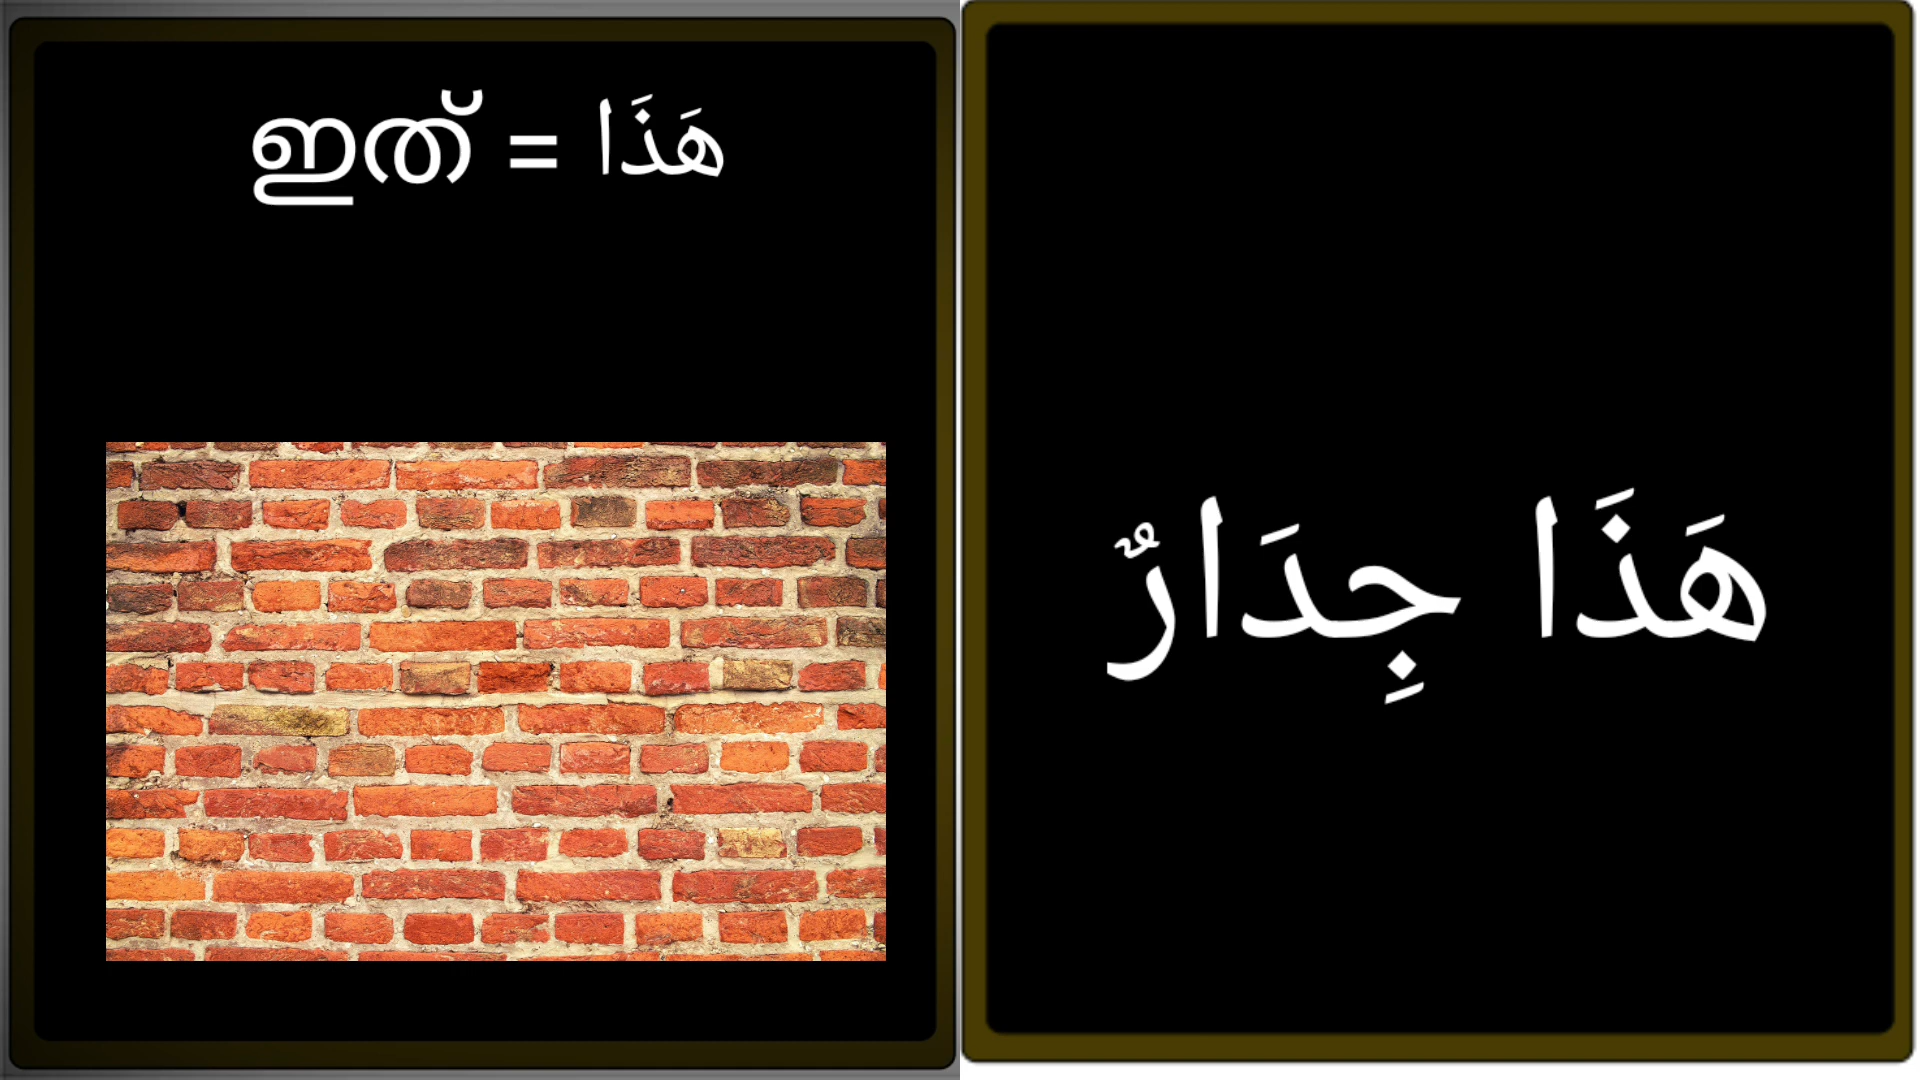 ഇത് = هَذَا
هَذَا جِدَارٌ